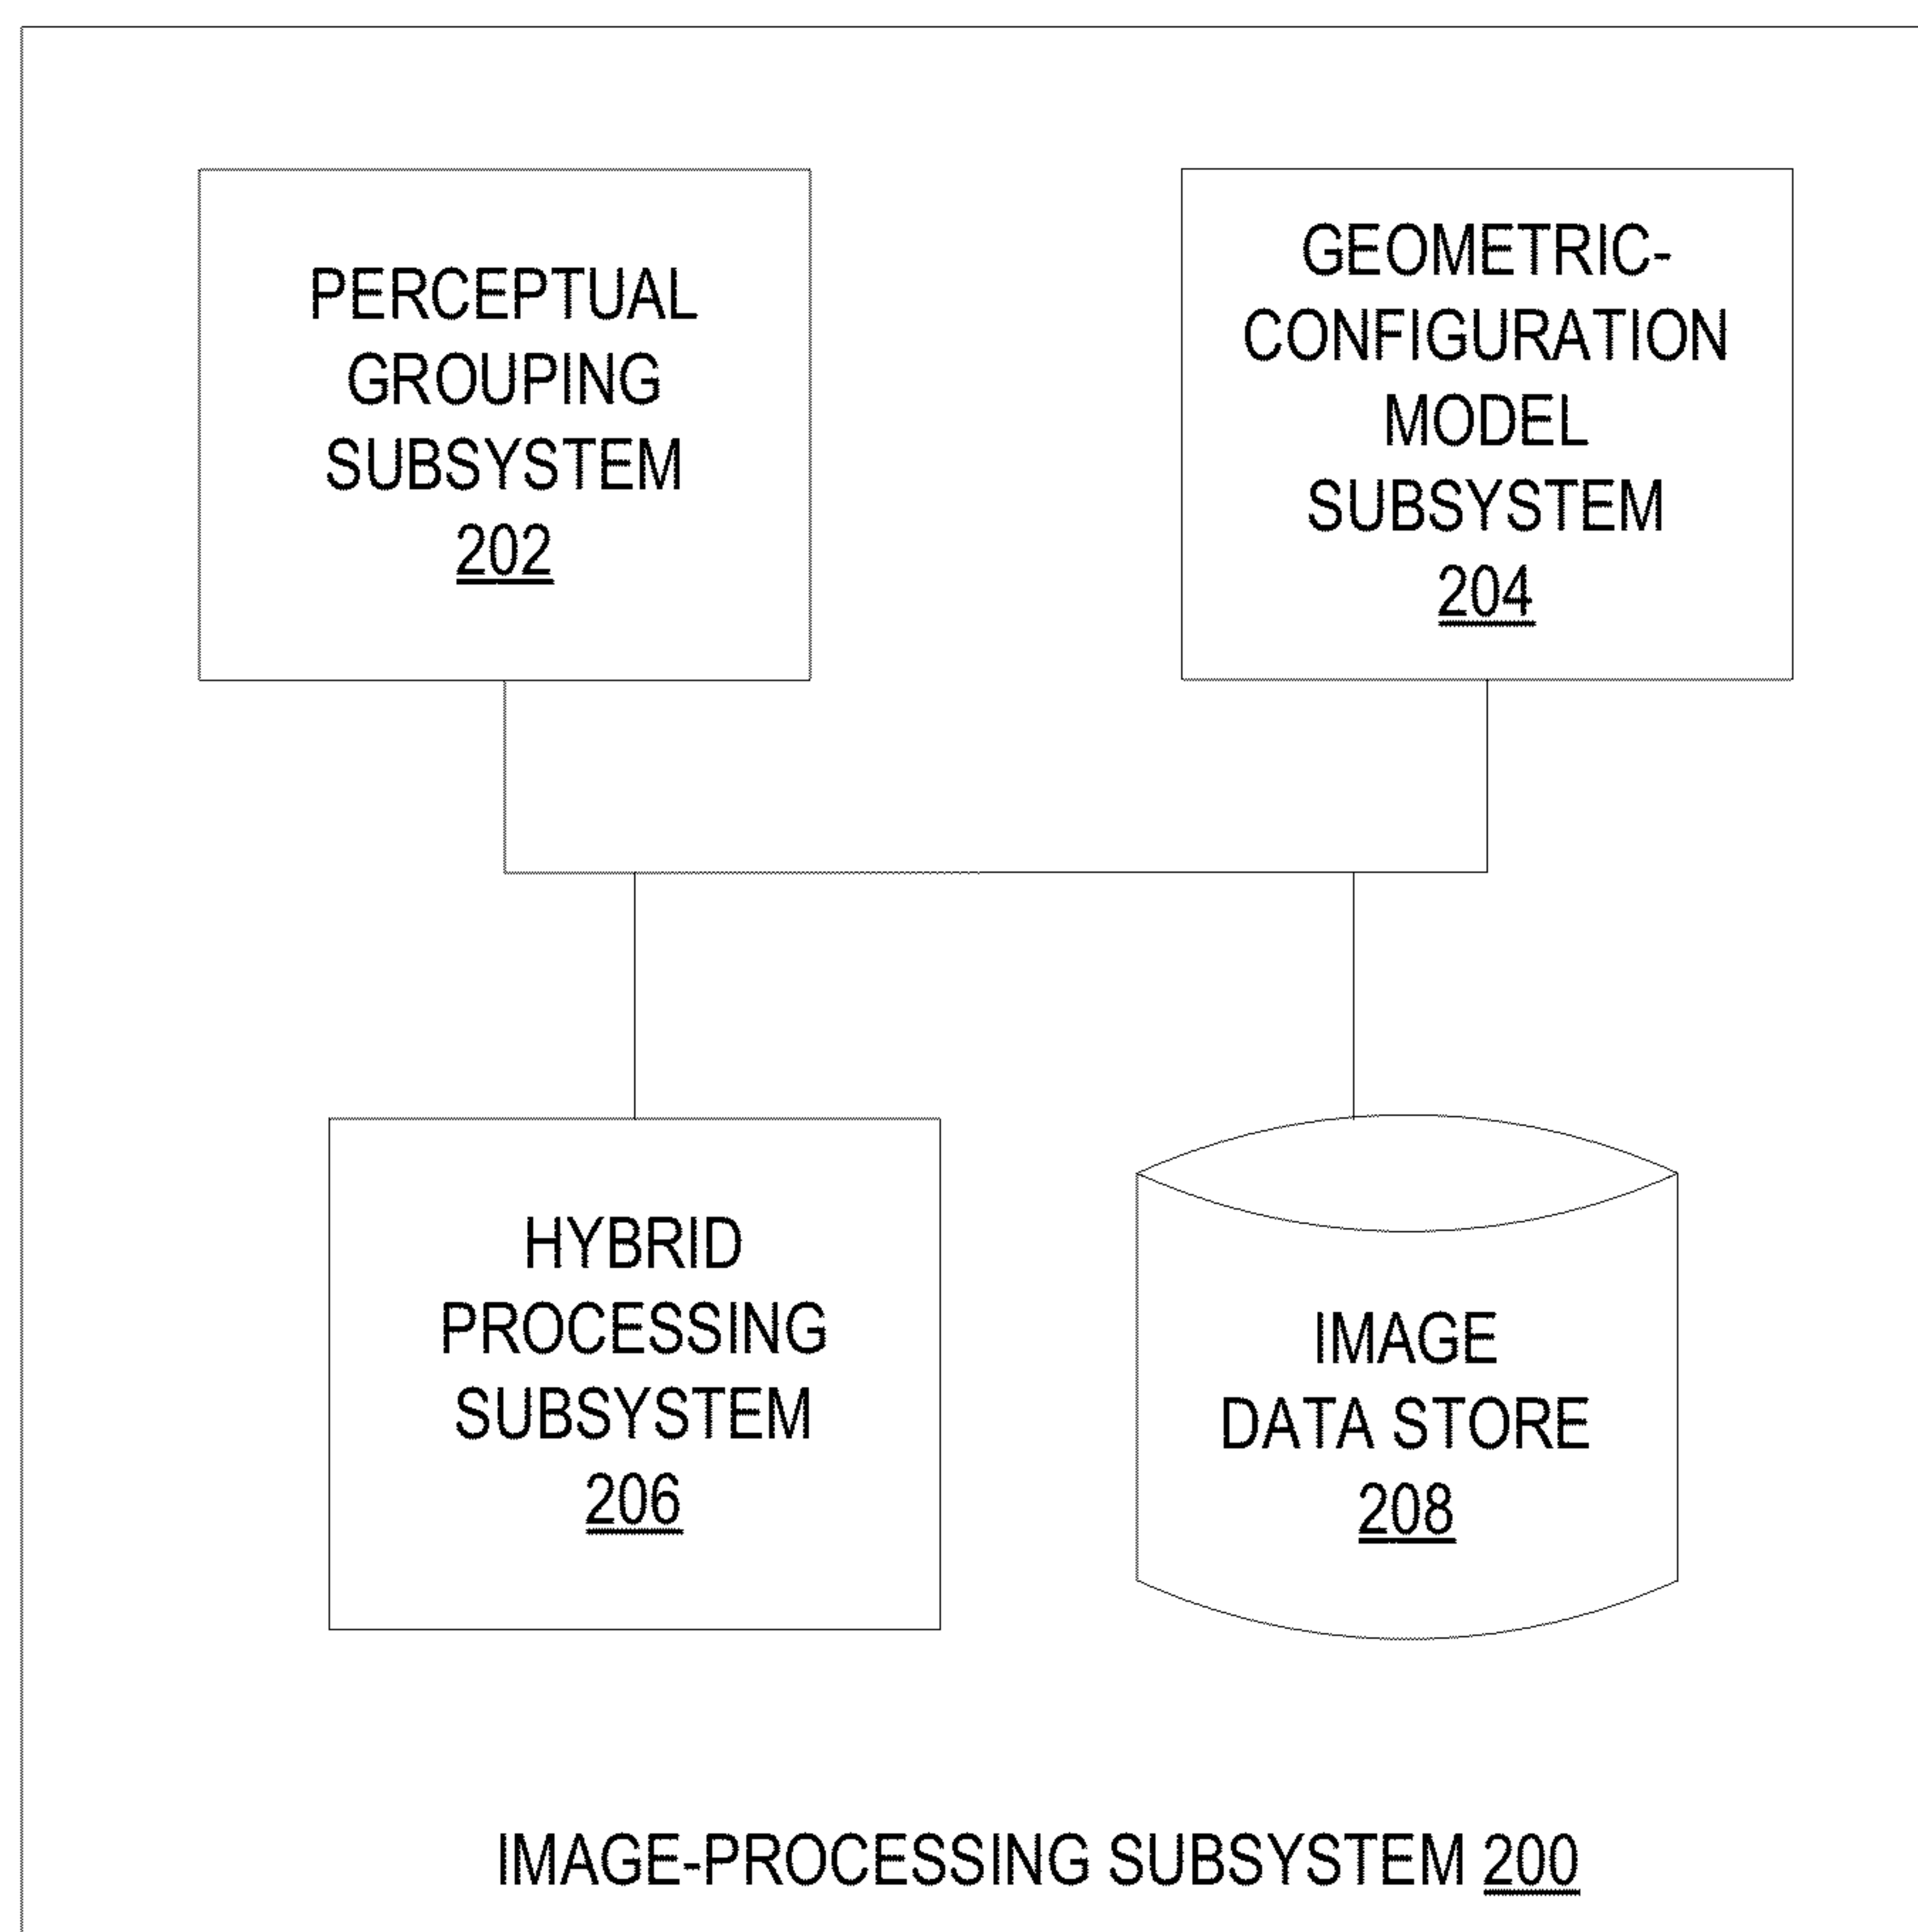 PERCEPTUAL
GROUPING
SUBSYSTEM
202
GEOMETRIC-
CONFIGURATION
MODEL
SUBSYSTEM
204
HYBRID
PROCESSING
SUBSYSTEM
206
IMAGE
DATA STORE
208
IMAGE-PROCESSING SUBSYSTEM 200